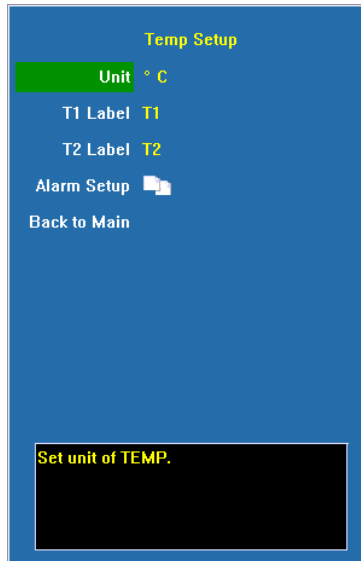 Temp Setup
Unit ° C
T1 Label T1
T2 Label T2
Alarm Setup
Back to Main
Set unit of TEMP.